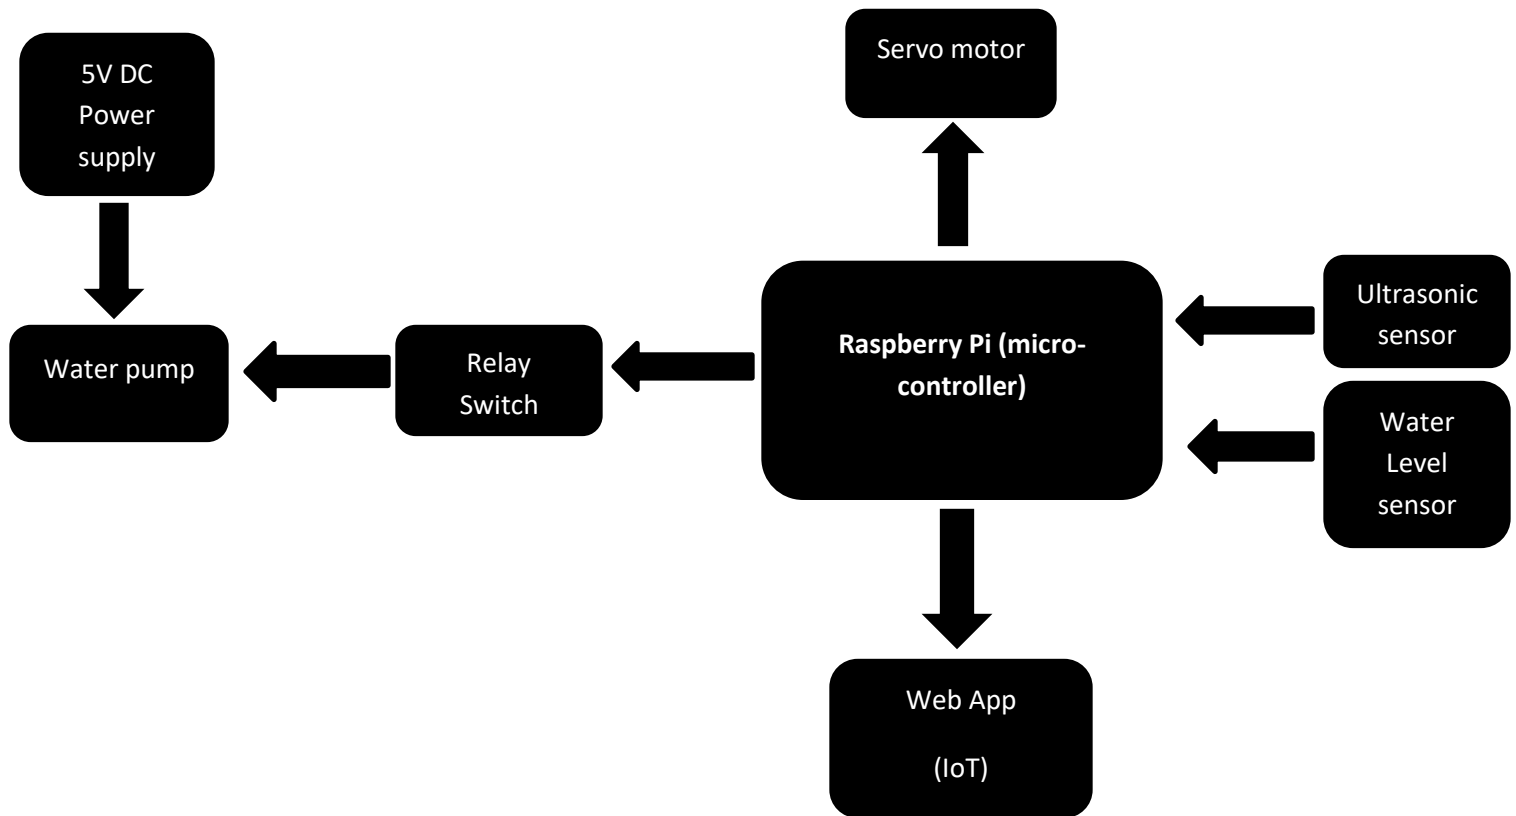 5V DC
Power
supply
Servo motor
Water pump
Relay
Switch
Raspberry Pi (micro-
controller)
Ultrasonic
sensor
Water
Level
sensor
Web App
(IoT)